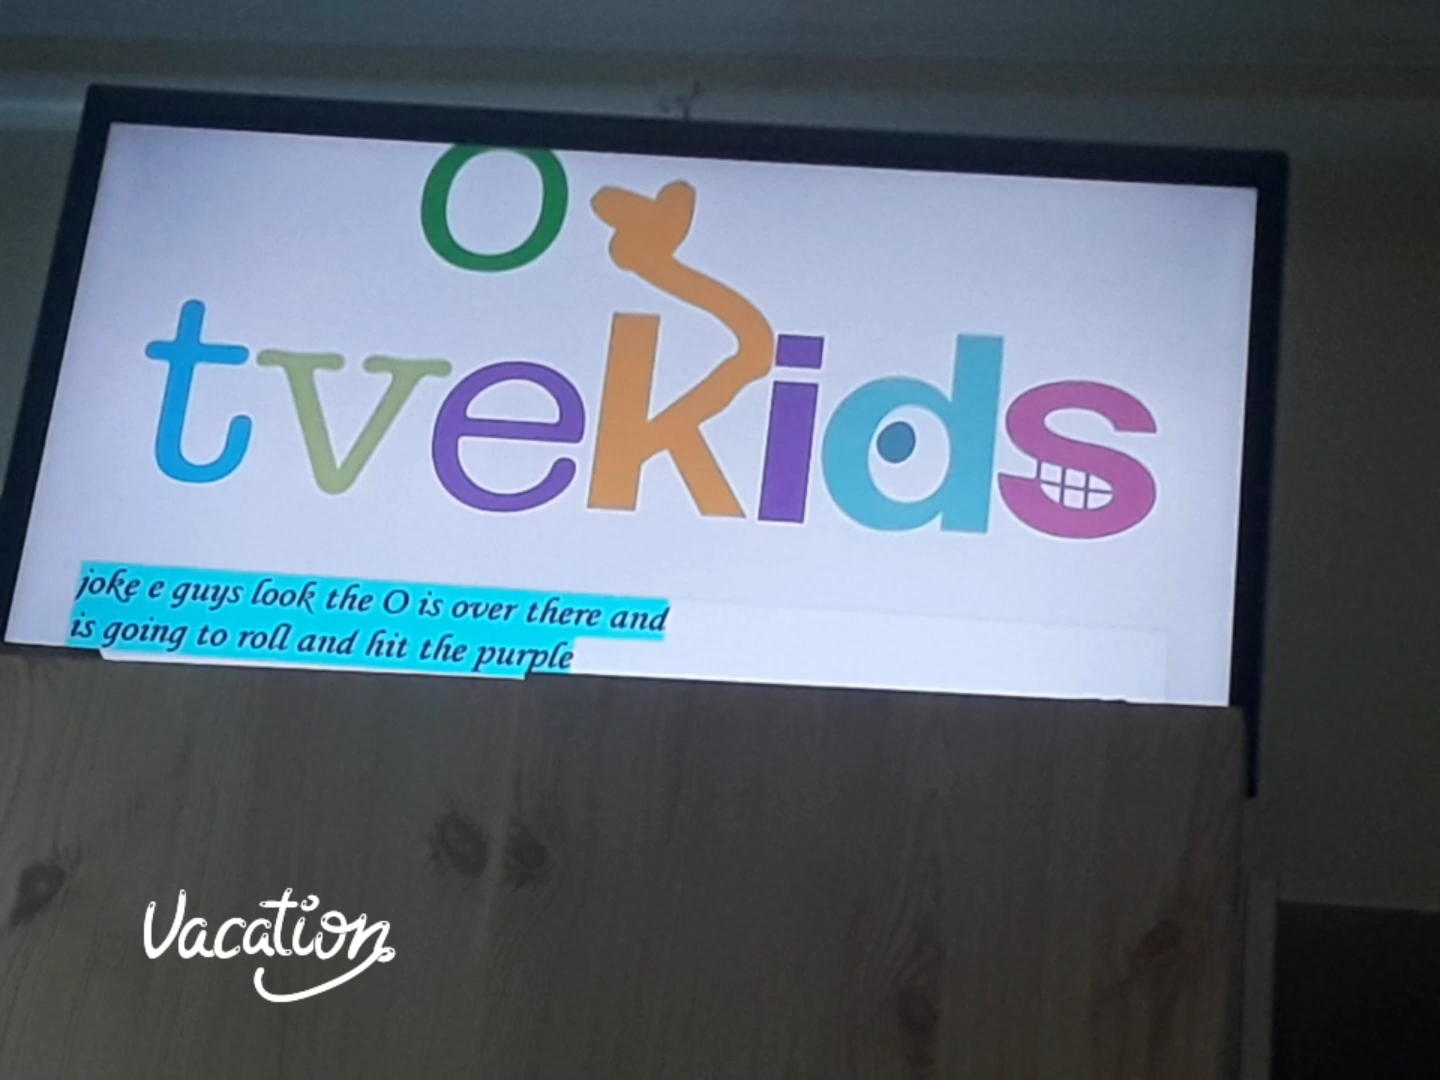 o
tvekids
joke e guys look the O is over there and
is going to roll and hit the purple
Vacation